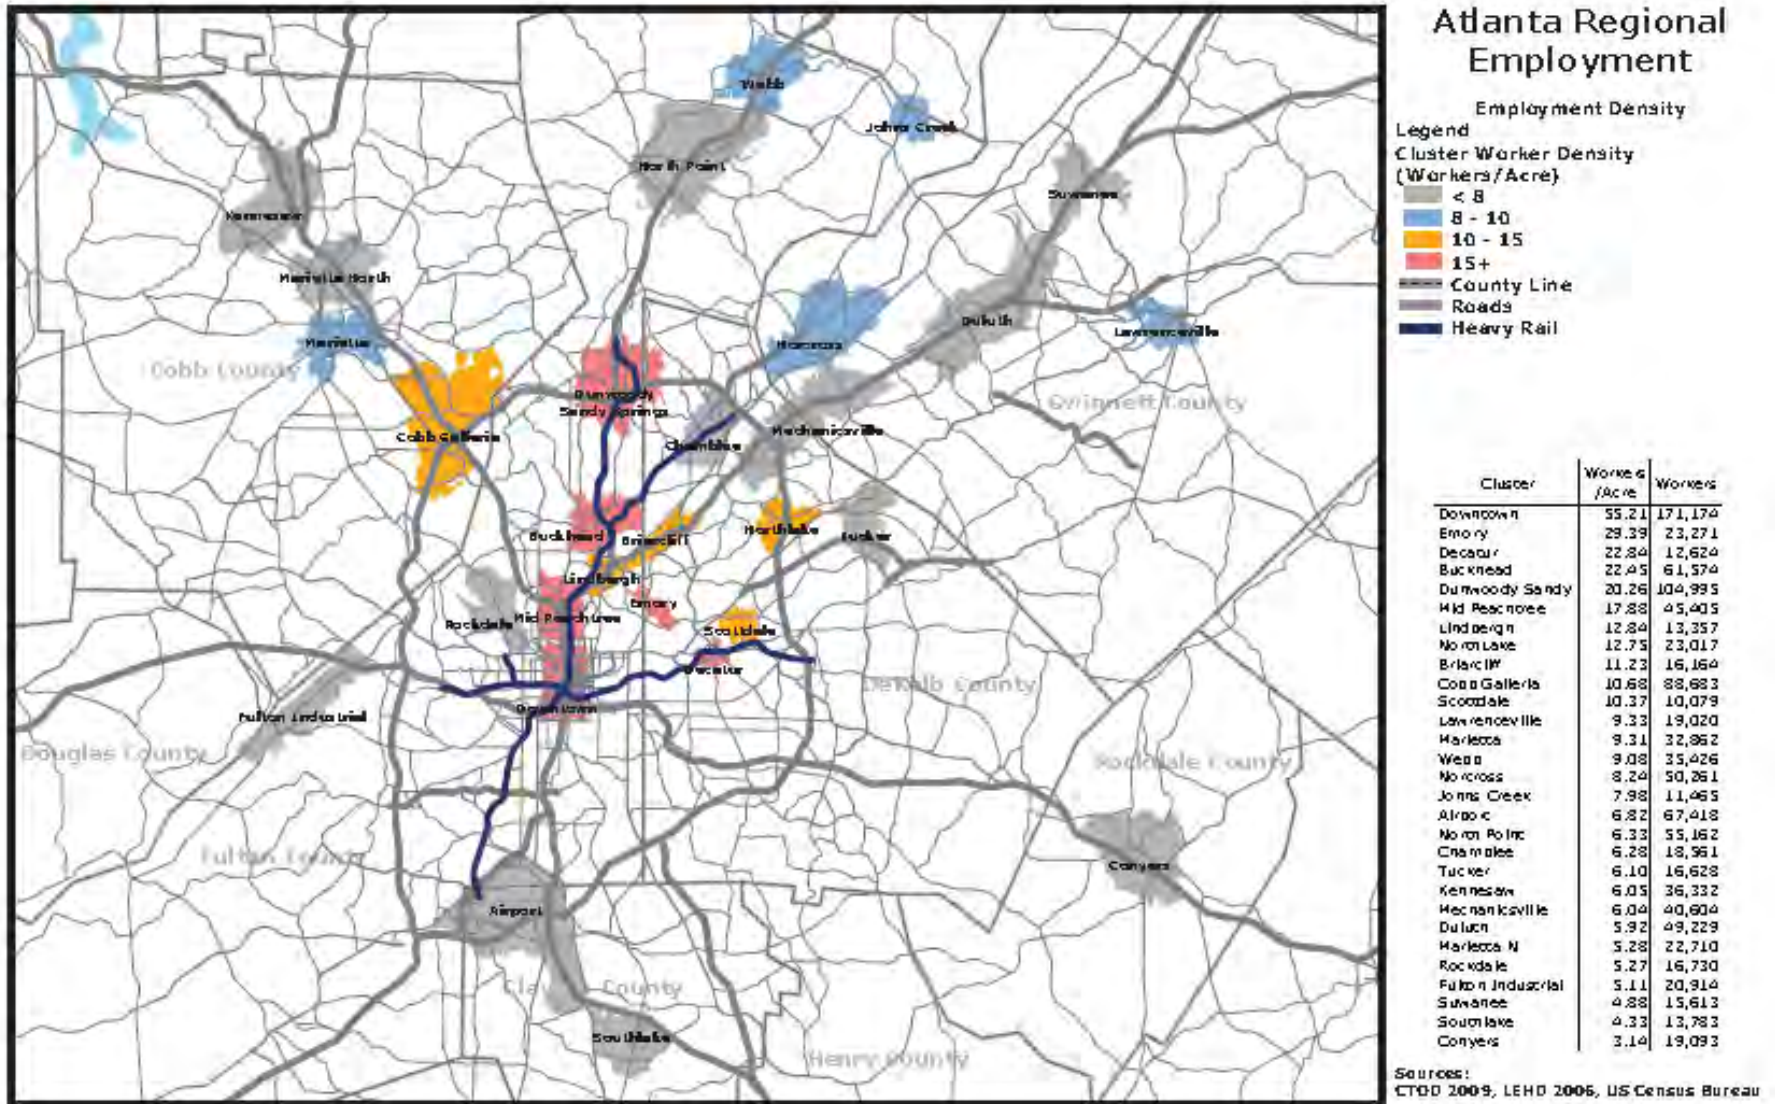 Atlanta Regional
Employment
Employment Density
Legend
Cluster Worker Density
(Workers/Acre)
< 8
8 - 10
10 - 15
15+
County Line
Roads
Heavy Rail
Webb
Johns Creek
North Point
Suwanee
Kennesaw
Marietta North
Duluth
Lawrenceville
Marietta
Norcross
Cobb County
Dunwoody
Sandy Springs
Gwinnett County
Cobb Galleria
Mechanicsville
Chamblee
Buckhead
Briarcliff
Northlake
Tucker
Lindbergh
Emory
Rockdale
Mid Peachtree
Scottdale
Decatur
DeKalb County
Downtown
Fulton Industrial
Douglas County
Rockdale County
Fulton County
Conyers
Airport
County
Southlake
Henry County
Cluster Workers/Acre Workers
Downtown 55.21 171,174
Emory 29.39 23,271
Decatur 22.84 12,624
Buckhead 22.45 61,574
Dunwoody Sandy 20.26 104,995
Mid Peachtree 17.88 45,405
Lindbergh 12.84 13,357
North Lake 12.75 23,017
Briarcliff 11.23 16,164
Cobb Galleria 10.68 88,683
Scottdale 10.37 10,079
Lawrenceville 9.33 19,020
Marietta 9.31 32,862
Webb 9.08 35,426
Norcross 8.24 50,261
Johns Creek 7.98 11,465
Airport 6.82 67,418
North Point 6.33 55,162
Chamblee 6.28 18,561
Tucker 6.10 16,628
Kennesaw 6.05 36,332
Mechanicsville 6.04 40,604
Duluth 5.92 49,229
Marietta N 5.28 22,710
Rockdale 5.27 16,730
Fulton Industrial 5.11 20,914
Suwanee 4.88 15,613
Southlake 4.33 13,783
Conyers 3.14 19,093
Sources:
CTOD 2009, LEHD 2006, US Census Bureau